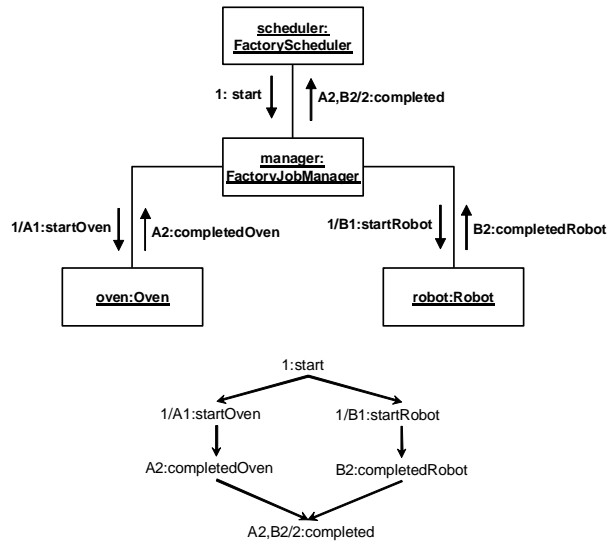 scheduler:
FactoryScheduler
1: start
A2,B2/2:completed
manager:
FactoryJobManager
1/A1:startOven
A2:completedOven
1/B1:startRobot
B2:completedRobot
oven:Oven
robot:Robot
1:start
1/A1:startOven
1/B1:startRobot
A2:completedOven
B2:completedRobot
A2,B2/2:completed